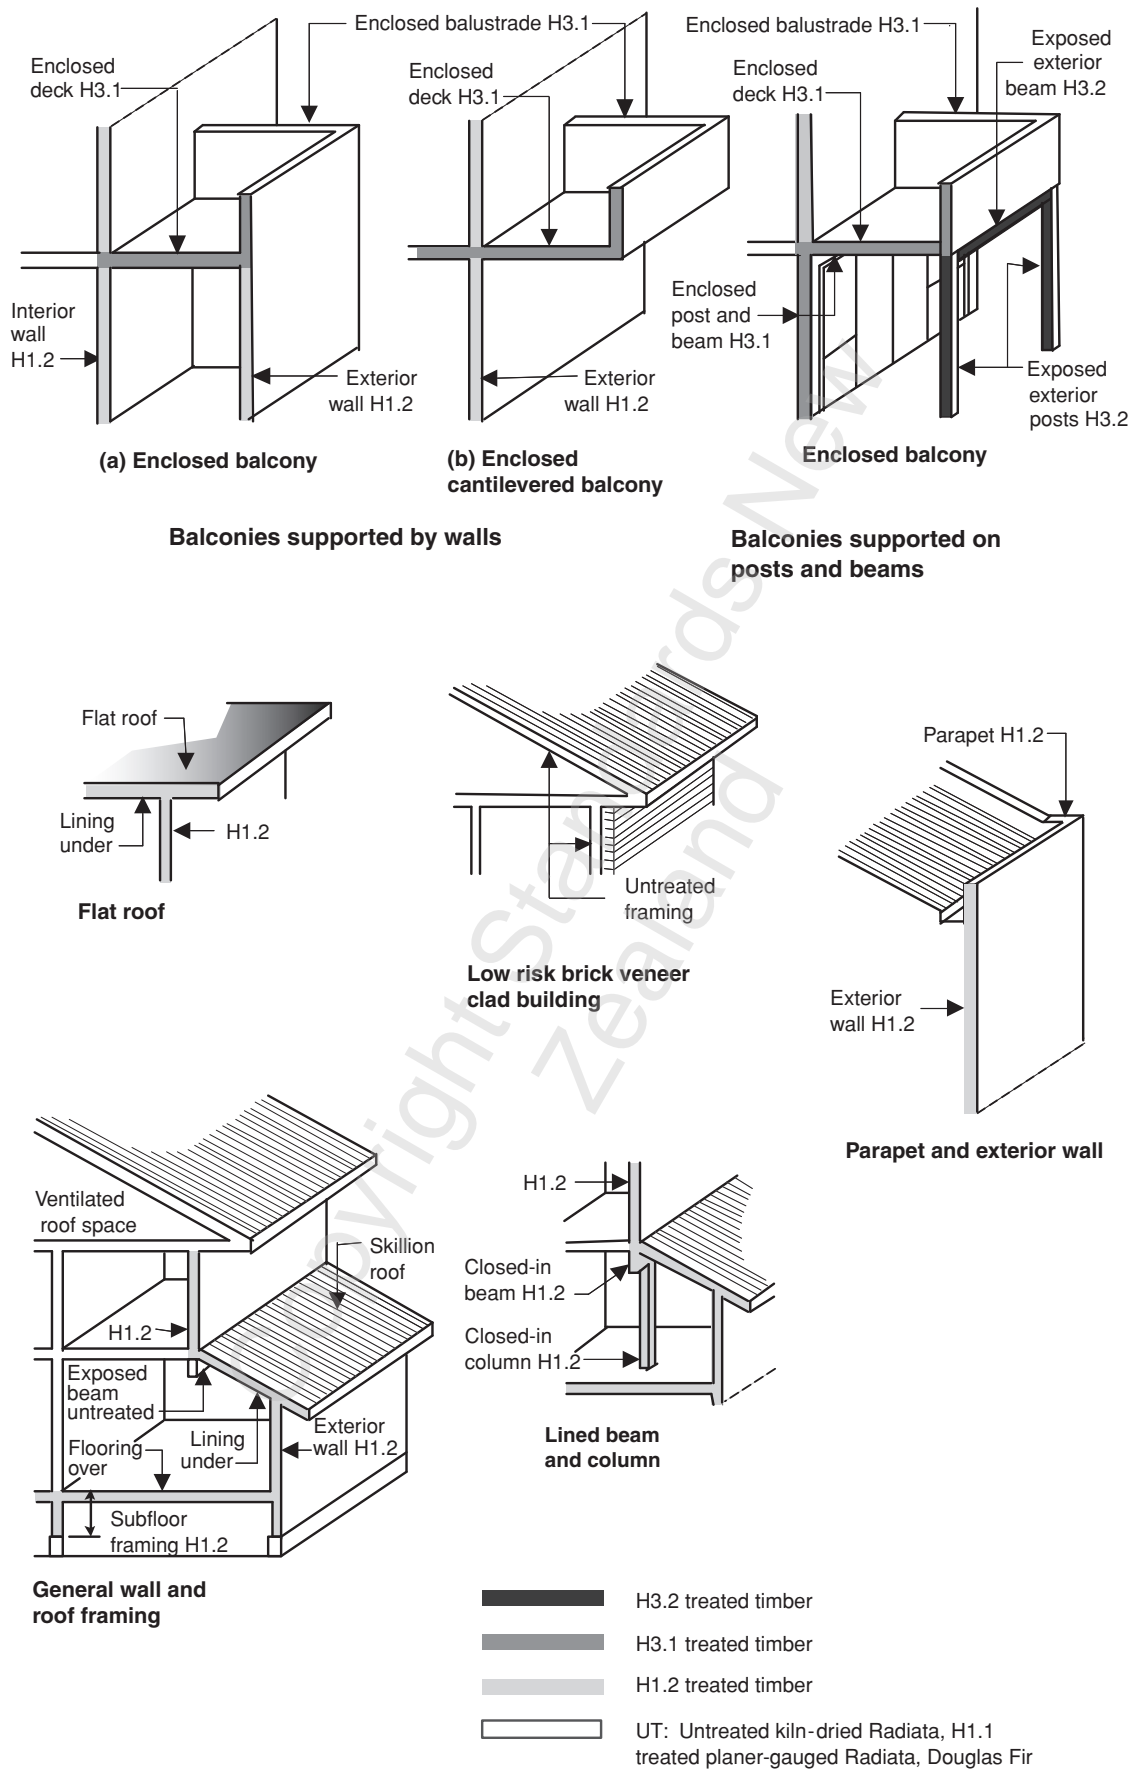 Enclosed balustrade H3.1
Enclosed
deck H3.1
Enclosed
deck H3.1
Interior
wall
H1.2
Exterior
wall H1.2
Exterior
wall H1.2
(a) Enclosed balcony
(b) Enclosed
cantilevered balcony
Balconies supported by walls
Enclosed balustrade H3.1
Exposed
exterior
beam H3.2
Enclosed
deck H3.1
Enclosed
post and
beam H3.1
Exposed
exterior
posts H3.2
Enclosed balcony
Balconies supported on
posts and beams
Flat roof
Lining
under
H1.2
Flat roof
Untreated
framing
Low risk brick veneer
clad building
Parapet H1.2
Exterior
wall H1.2
Parapet and exterior wall
Ventilated
roof space
Skillion
roof
H1.2
Exposed
beam
untreated
Flooring
over
Lining
under
Exterior
wall H1.2
Subfloor
framing H1.2
General wall and
roof framing
H1.2
Closed-in
beam H1.2
Closed-in
column H1.2
Lined beam
and column
H3.2 treated timber
H3.1 treated timber
H1.2 treated timber
UT: Untreated kiln-dried Radiata, H1.1
treated planer-gauged Radiata, Douglas Fir
Copyright Standards New
Zealand